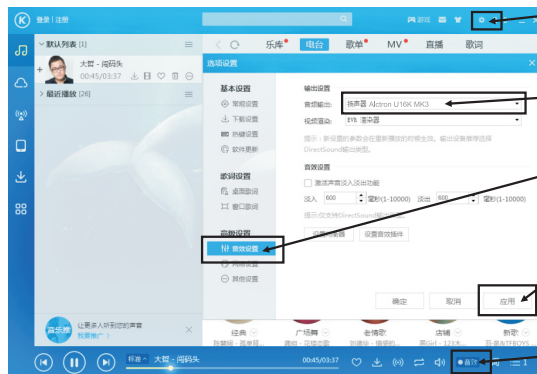 登录 | 注册
游戏
默认列表 [1]
大哲 - 闯码头
00:45/03:37
最近播放 [26]
乐库 电台 歌单 MV 直播 歌词
选项设置
基本设置
常规设置
下载设置
热键设置
软件更新
歌词设置
桌面歌词
窗口歌词
高级设置
音效设置
网络设置
其他设置
输出设置
音频输出: 扬声器 Alctron U16K MK3
视频渲染: EVR 渲染器
提示:新设置的参数会在重新播放的时候生效。输出设备推荐选择
DirectSound输出类型。
音效设置
激活声音淡入淡出功能
淡入 600 毫秒(1-10000) 淡出 600 毫秒(1-10000)
提示:仅支持DirectSound
设置音效插件
确定 取消 应用
音乐推
让更多人听到您的声音
我要推广 >
经典 广场舞 老情歌 店铺 新歌
标准 大哲 - 闯码头 00:45/03:37 音效 词 1